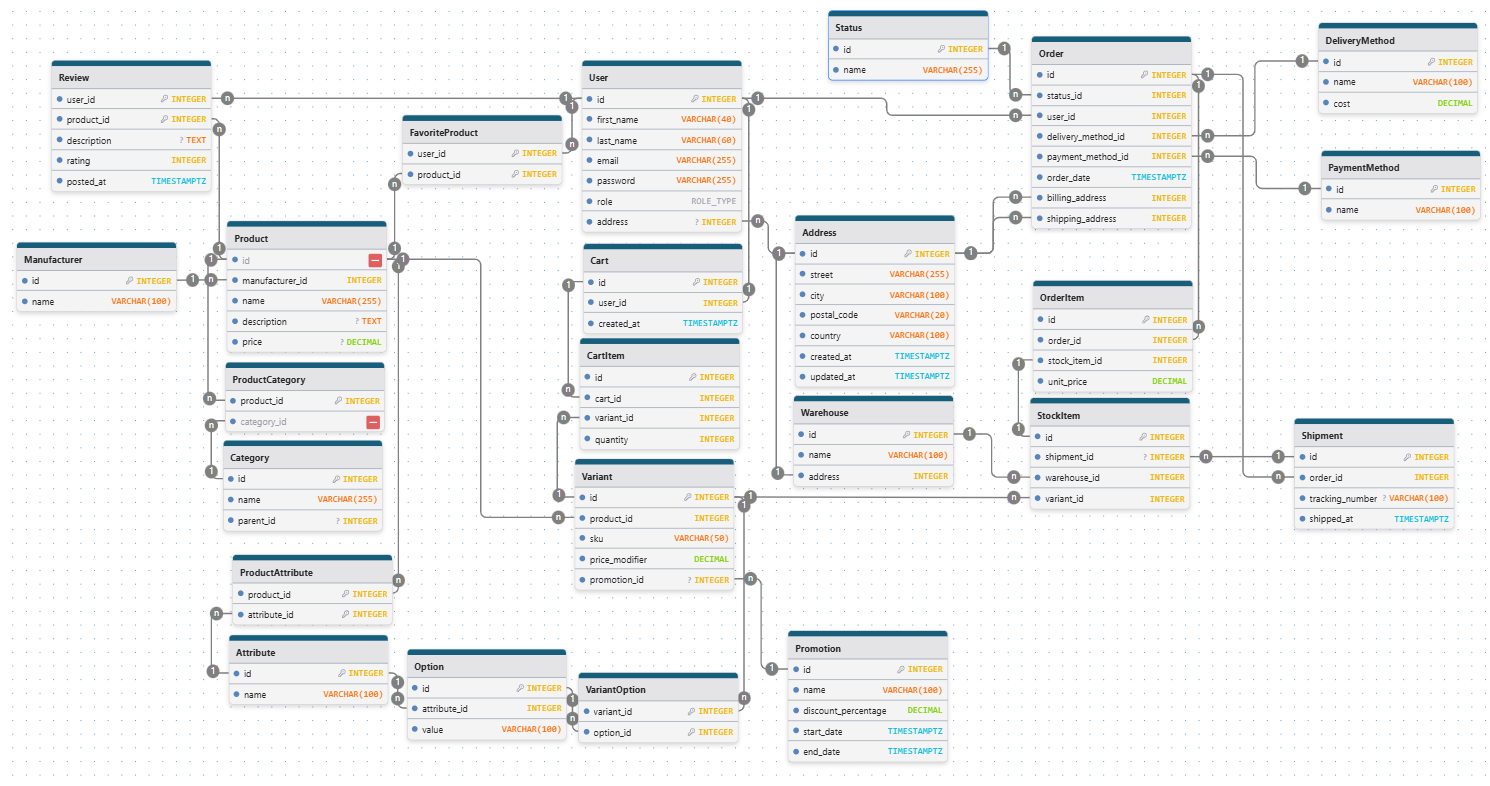 Review
user_id INTEGER
product_id INTEGER
description ? TEXT
rating INTEGER
posted_at TIMESTAMPTZ
Manufacturer
id INTEGER
name VARCHAR(100)
Product
id
manufacturer_id INTEGER
name VARCHAR(255)
description ? TEXT
price ? DECIMAL
ProductCategory
product_id INTEGER
category_id
Category
id INTEGER
name VARCHAR(255)
parent_id ? INTEGER
ProductAttribute
product_id INTEGER
attribute_id INTEGER
Attribute
id INTEGER
name VARCHAR(100)
FavoriteProduct
user_id INTEGER
product_id INTEGER
Option
id INTEGER
attribute_id INTEGER
value VARCHAR(100)
User
id INTEGER
first_name VARCHAR(40)
last_name VARCHAR(60)
email VARCHAR(255)
password VARCHAR(255)
role ROLE_TYPE
address ? INTEGER
Cart
id INTEGER
user_id INTEGER
created_at TIMESTAMPTZ
CartItem
id INTEGER
cart_id INTEGER
variant_id INTEGER
quantity INTEGER
Variant
id INTEGER
product_id INTEGER
sku VARCHAR(50)
price_modifier DECIMAL
promotion_id ? INTEGER
VariantOption
variant_id INTEGER
option_id INTEGER
Status
id INTEGER
name VARCHAR(255)
Address
id INTEGER
street VARCHAR(255)
city VARCHAR(100)
postal_code VARCHAR(20)
country VARCHAR(100)
created_at TIMESTAMPTZ
updated_at TIMESTAMPTZ
Warehouse
id INTEGER
name VARCHAR(100)
address INTEGER
Promotion
id INTEGER
name VARCHAR(100)
discount_percentage DECIMAL
start_date TIMESTAMPTZ
end_date TIMESTAMPTZ
Order
id INTEGER
status_id INTEGER
user_id INTEGER
delivery_method_id INTEGER
payment_method_id INTEGER
order_date TIMESTAMPTZ
billing_address INTEGER
shipping_address INTEGER
OrderItem
id INTEGER
order_id INTEGER
stock_item_id INTEGER
unit_price DECIMAL
StockItem
id INTEGER
shipment_id ? INTEGER
warehouse_id INTEGER
variant_id INTEGER
DeliveryMethod
id INTEGER
name VARCHAR(100)
cost DECIMAL
PaymentMethod
id INTEGER
name VARCHAR(100)
Shipment
id INTEGER
order_id INTEGER
tracking_number ? VARCHAR(100)
shipped_at TIMESTAMPTZ